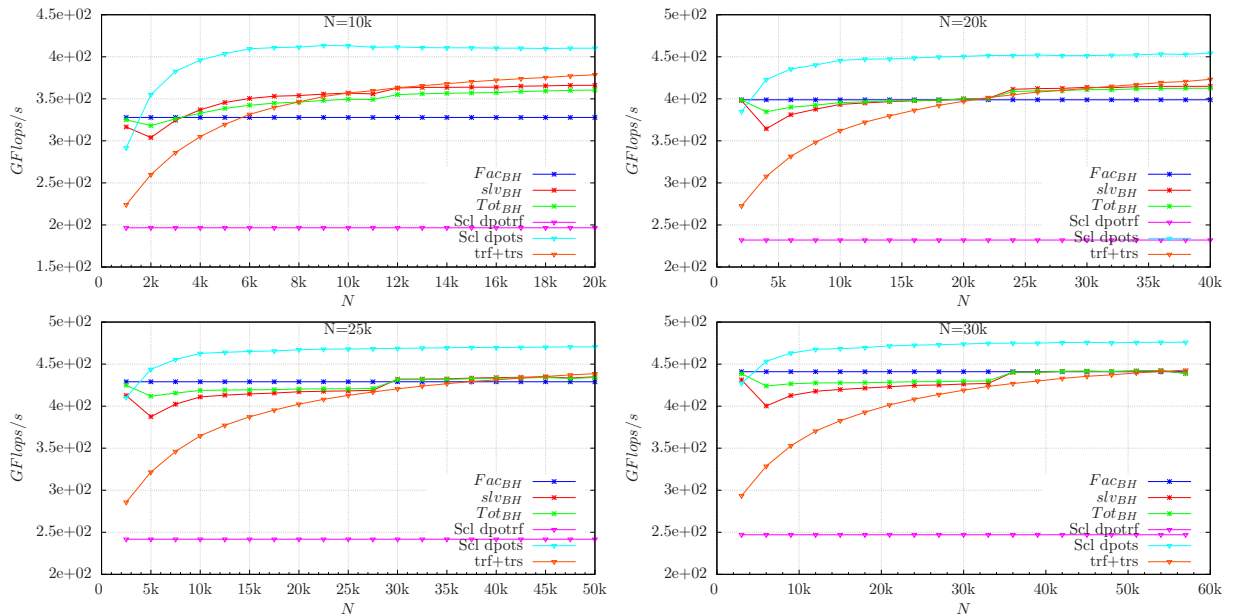 N=10k
4.5e+02
4e+02
3.5e+02
3e+02
2.5e+02
2e+02
1.5e+02
GFlops/s
Fac_BH
slv_BH
Tot_BH
Scl dpotrf
Scl dpots
trf+trs
0 2k 4k 6k 8k 10k 12k 14k 16k 18k 20k
N
N=20k
5e+02
4.5e+02
4e+02
3.5e+02
3e+02
2.5e+02
2e+02
GFlops/s
Fac_BH
slv_BH
Tot_BH
Scl dpotrf
Scl dpots
trf+trs
0 5k 10k 15k 20k 25k 30k 35k 40k
N
N=25k
5e+02
4.5e+02
4e+02
3.5e+02
3e+02
2.5e+02
2e+02
GFlops/s
Fac_BH
slv_BH
Tot_BH
Scl dpotrf
Scl dpots
trf+trs
0 5k 10k 15k 20k 25k 30k 35k 40k 45k 50k
N
N=30k
5e+02
4.5e+02
4e+02
3.5e+02
3e+02
2.5e+02
2e+02
GFlops/s
Fac_BH
slv_BH
Tot_BH
Scl dpotrf
Scl dpots
trf+trs
0 10k 20k 30k 40k 50k 60k
N